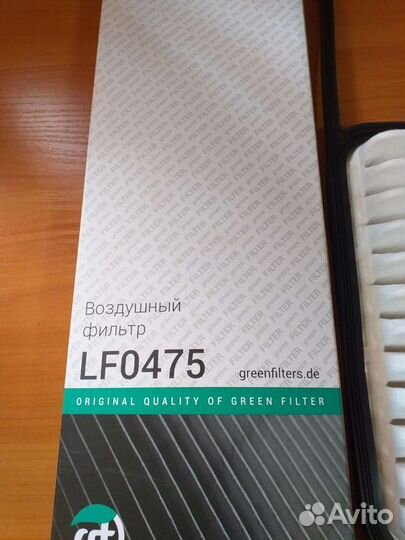 Воздушный
фильтр
LF0475
greenfilters.de
ORIGINAL QUALITY OF GREEN FILTER
Avito